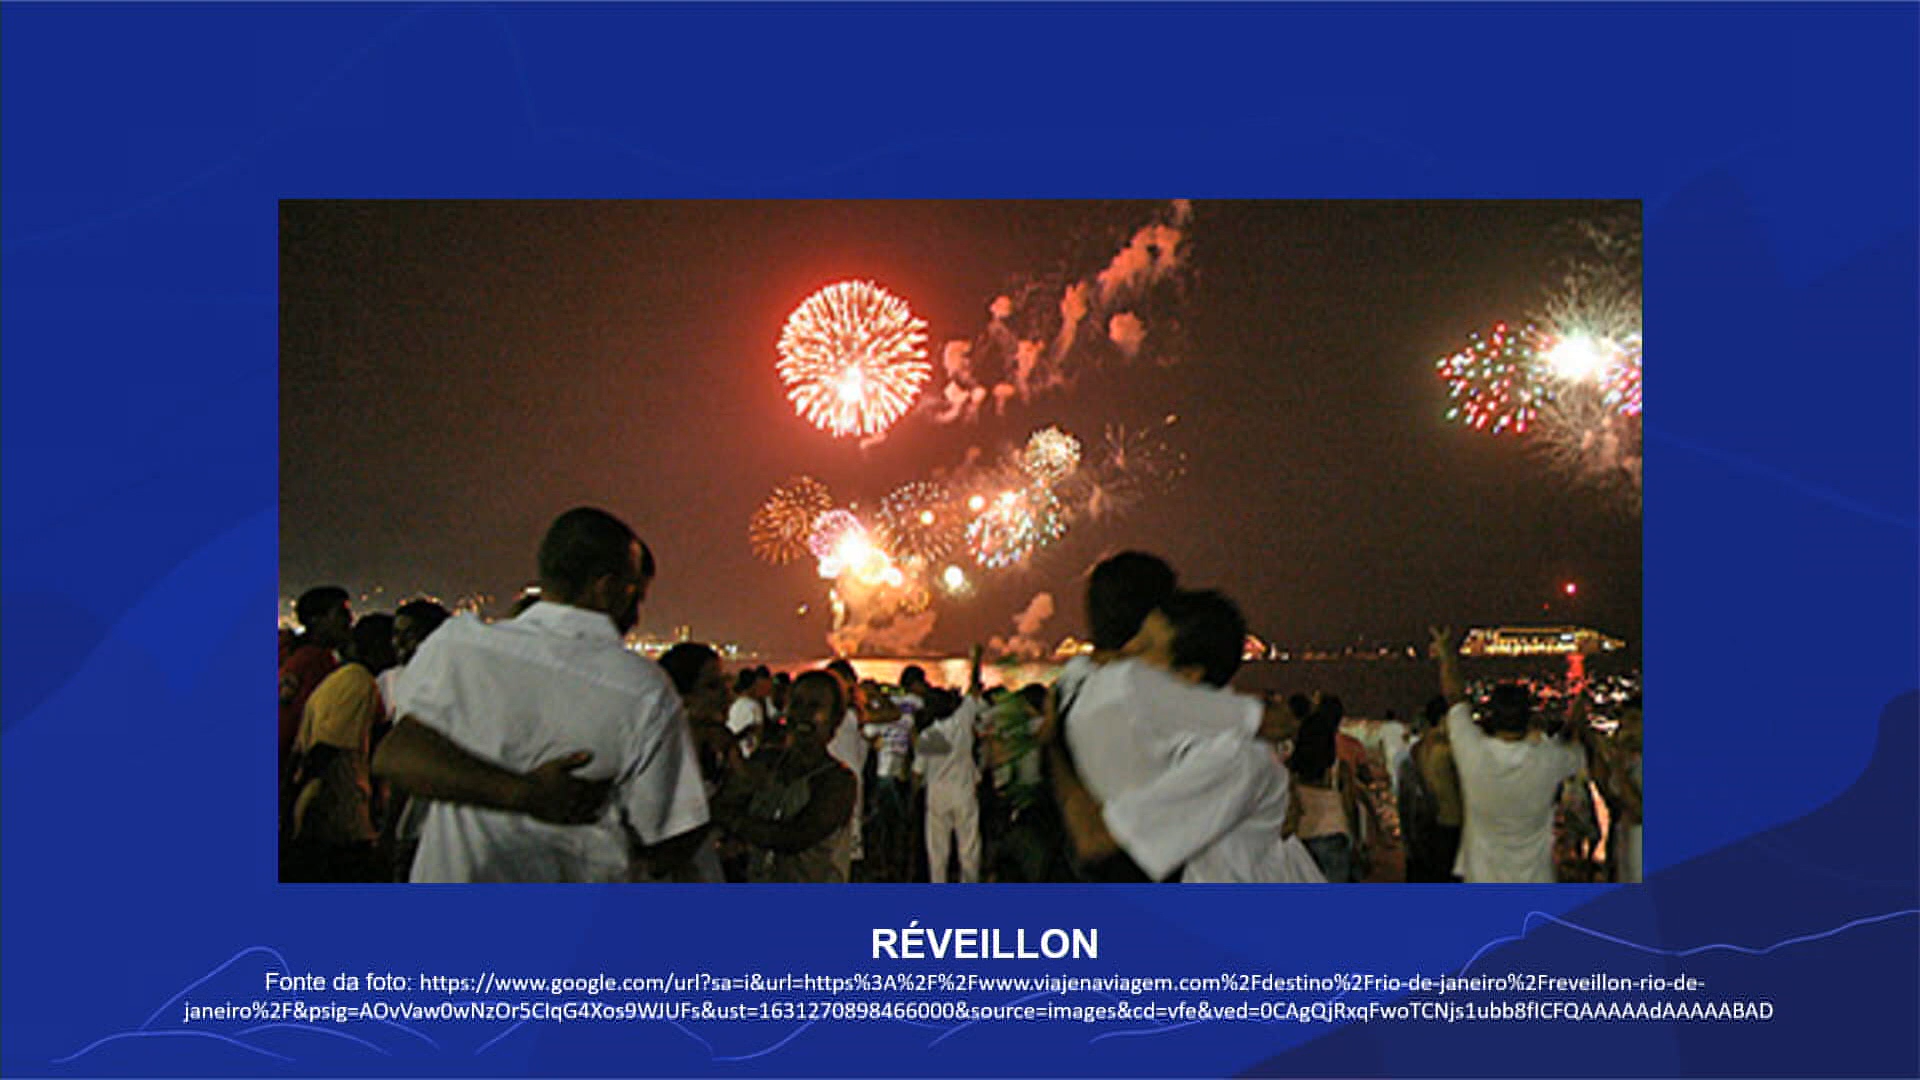 RÉVEILLON
Fonte da foto: https://www.google.com/url?sa=i&url=https%3A%2F%2Fwww.viajenaviagem.com%2Fdestino%2Frio-de-janeiro%2Freveillon-rio-de-
janeiro%2F&psig=AOvVaw0wNzOr5CIqG4Xos9WJUFs&ust=1631270898466000&source=images&cd=vfe&ved=0CAgQjRxqFwoTCNjs1ubb8fICFQAAAAAdAAAAABAD